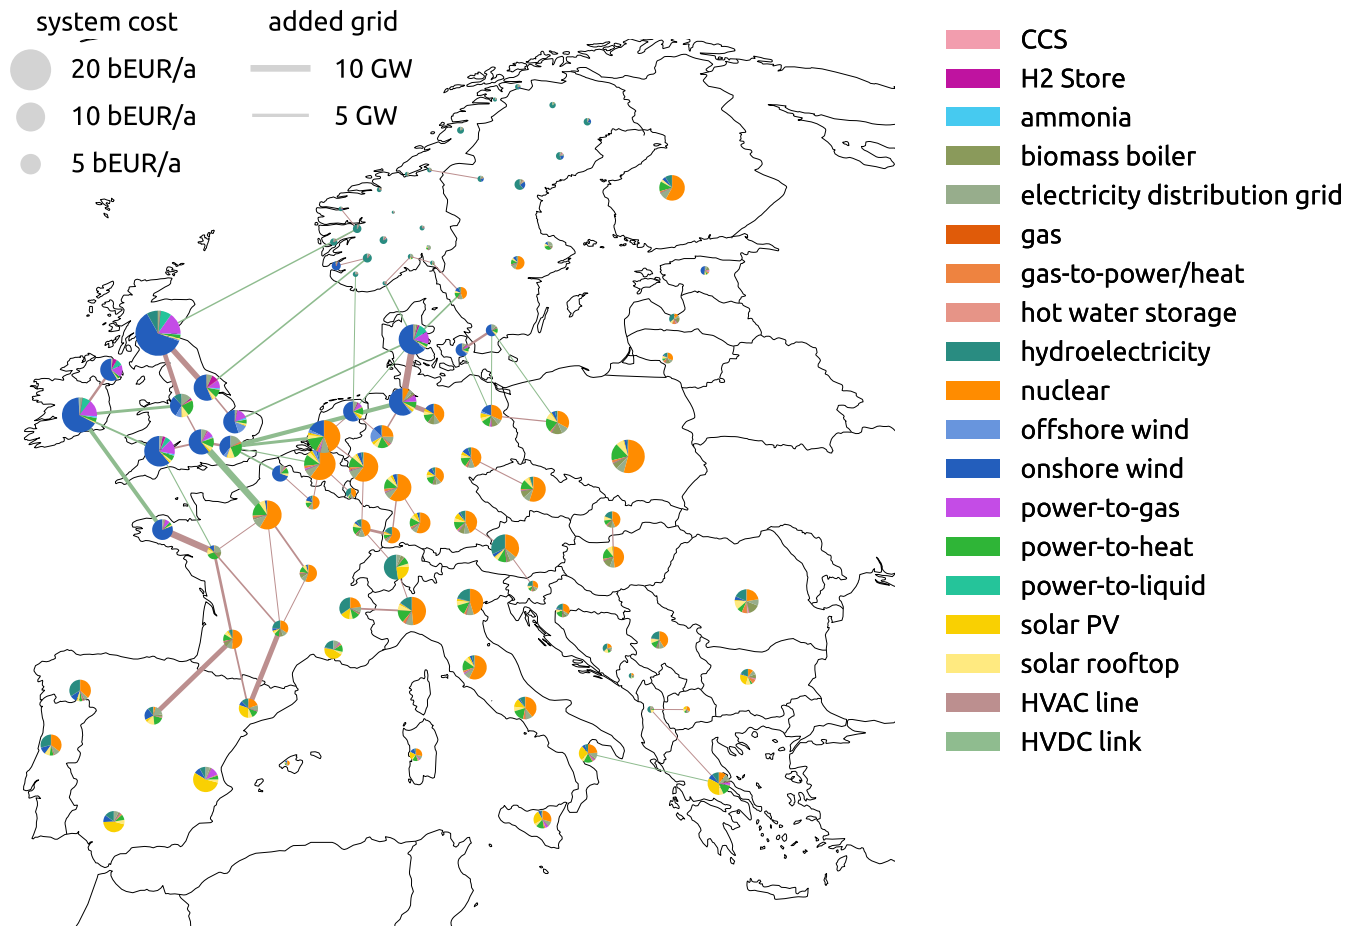 system cost
added grid
20 bEUR/a
10 GW
10 bEUR/a
5 GW
5 bEUR/a
CCS
H2 Store
ammonia
biomass boiler
electricity distribution grid
gas
gas-to-power/heat
hot water storage
hydroelectricity
nuclear
offshore wind
onshore wind
power-to-gas
power-to-heat
power-to-liquid
solar PV
solar rooftop
HVAC line
HVDC link